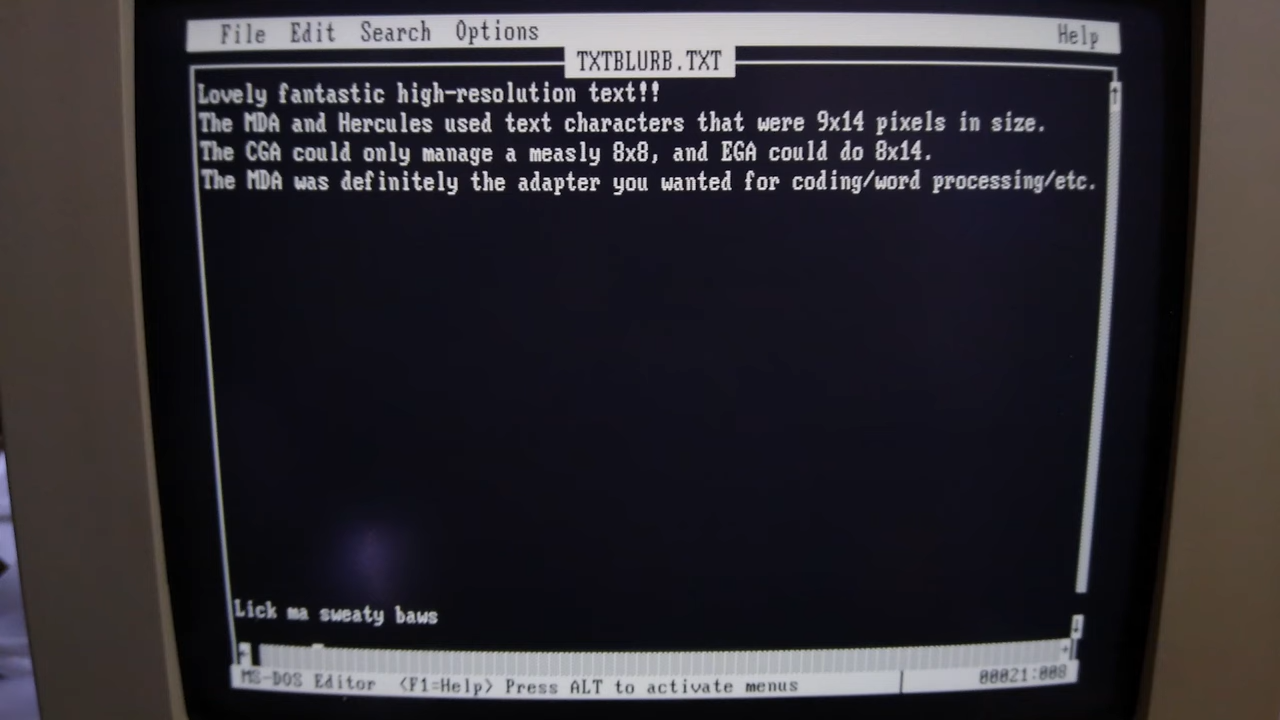 File Edit Search Options Help
TXTBLURB.TXT
Lovely fantastic high-resolution text!!
The MDA and Hercules used text characters that were 9x14 pixels in size.
The CGA could only manage a measly 8x8, and EGA could do 8x14.
The MDA was definitely the adapter you wanted for coding/word processing/etc.
Lick ma sweaty baws
MS-DOS Editor <F1=Help> Press ALT to activate menus 00021:008